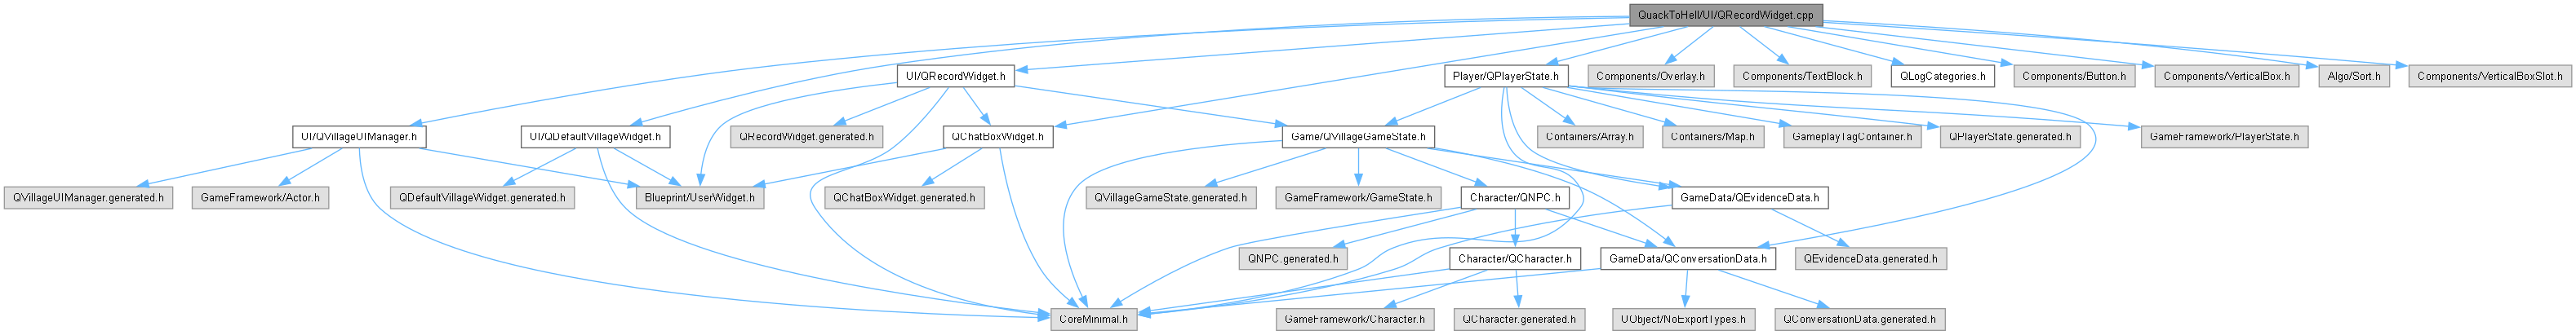 QuackToHell/UI/QRecordWidget.cpp
UI/QRecordWidget.h
Player/QPlayerState.h
Components/Overlay.h
Components/TextBlock.h
QLogCategories.h
Components/Button.h
Components/VerticalBox.h
Algo/Sort.h
Components/VerticalBoxSlot.h
UI/QVillageUIManager.h
UI/QDefaultVillageWidget.h
QRecordWidget.generated.h
QChatBoxWidget.h
Game/QVillageGameState.h
Containers/Array.h
Containers/Map.h
GameplayTagContainer.h
QPlayerState.generated.h
GameFramework/PlayerState.h
QVillageUIManager.generated.h
GameFramework/Actor.h
QDefaultVillageWidget.generated.h
Blueprint/UserWidget.h
QChatBoxWidget.generated.h
QVillageGameState.generated.h
GameFramework/GameState.h
Character/QNPC.h
GameData/QEvidenceData.h
QNPC.generated.h
Character/QCharacter.h
GameData/QConversationData.h
QEvidenceData.generated.h
CoreMinimal.h
GameFramework/Character.h
QCharacter.generated.h
UObject/NoExportTypes.h
QConversationData.generated.h